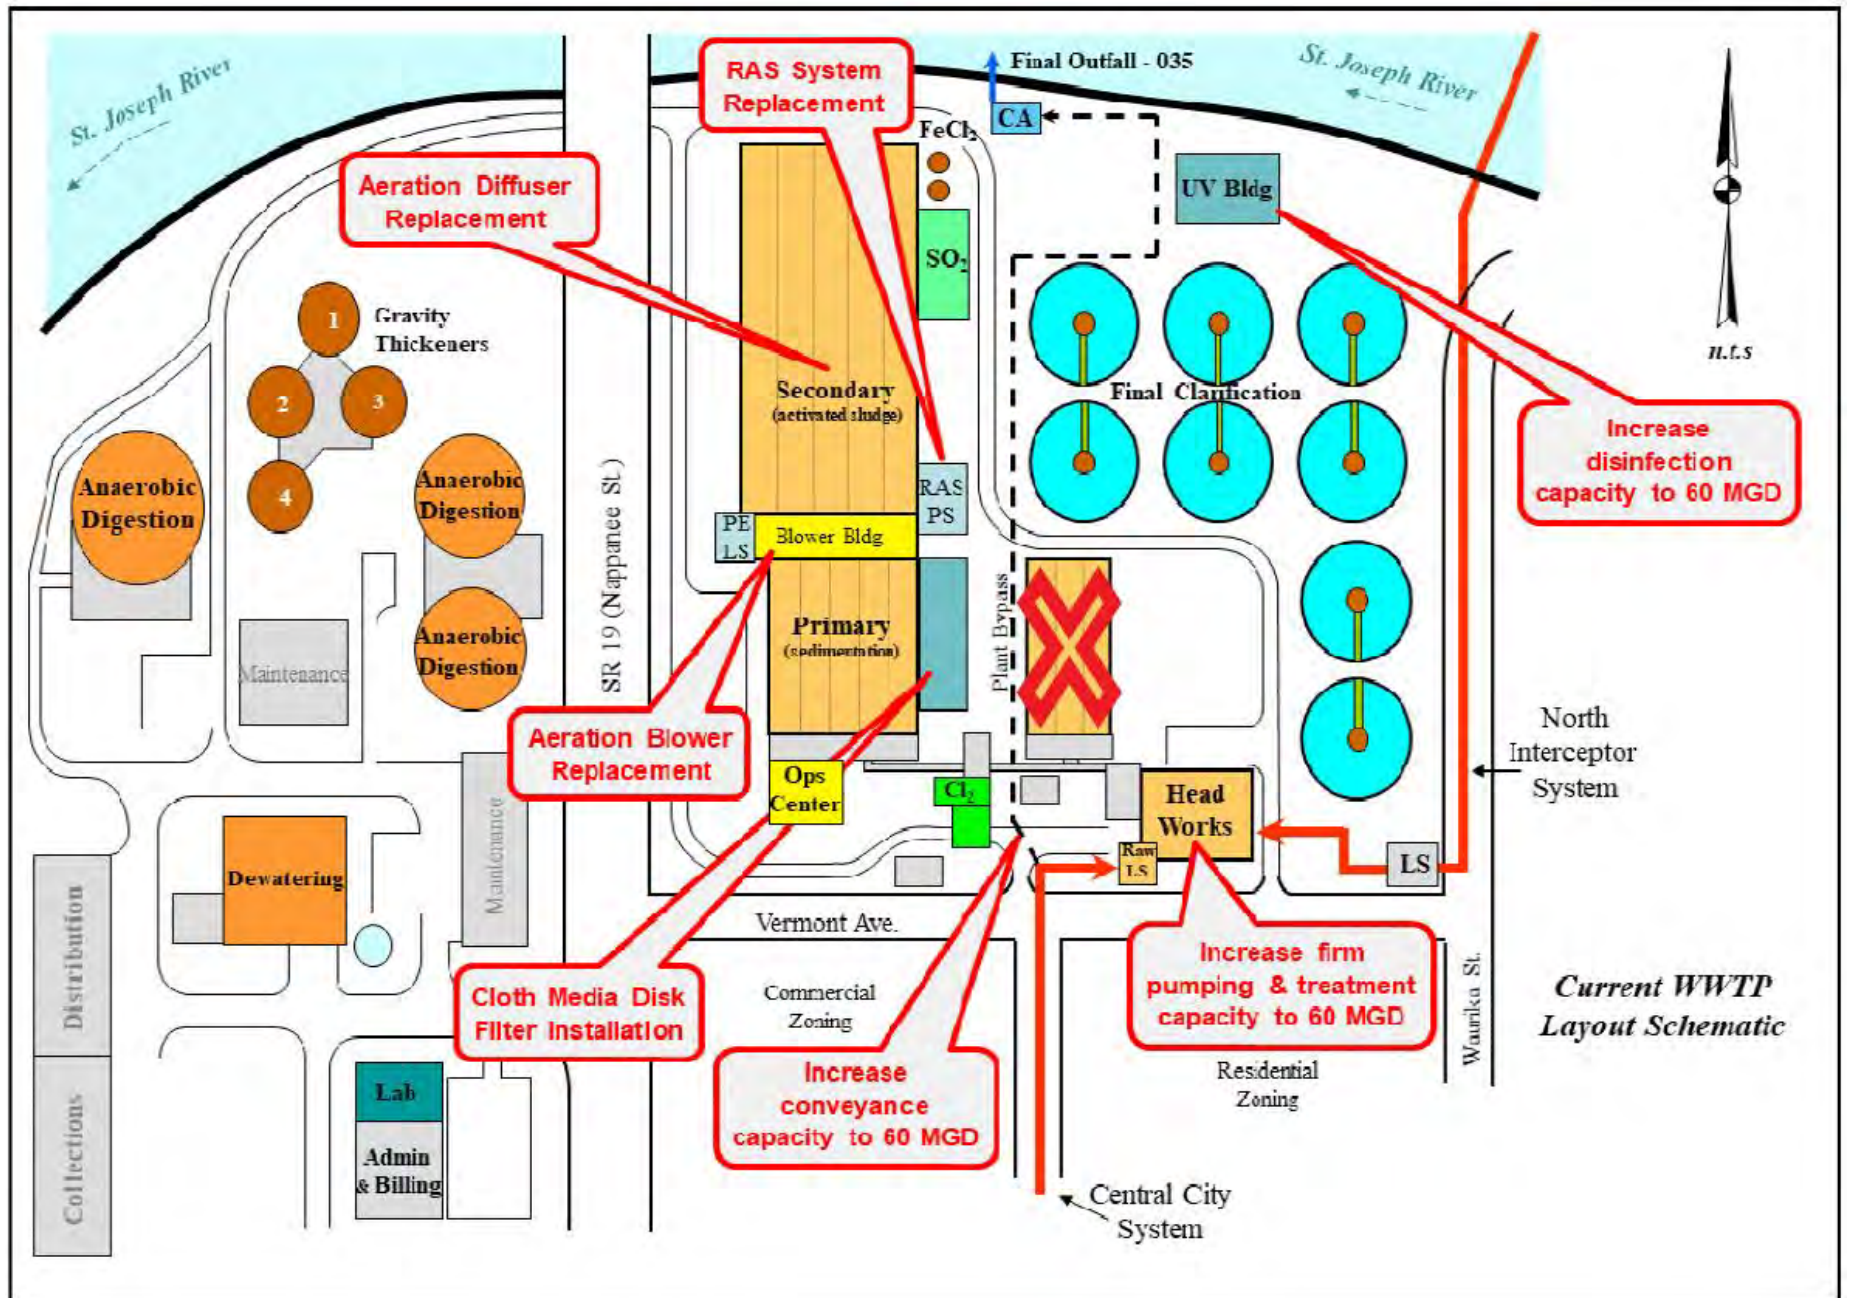 St. Joseph River
RAS System
Replacement
Final Outfall - 035
St. Joseph River
CA
FeCl₂
Aeration Diffuser
Replacement
UV Bldg
SO₂
1
Gravity
Thickeners
2
3
4
n.t.s
Secondary
(activated sludge)
Final Clarification
Increase
disinfection
capacity to 60 MGD
Anaerobic
Digestion
Anaerobic
Digestion
RAS
PS
PE
LS
Blower Bldg
SR 19 (Nappanee St.)
Primary
(sedimentation)
Plant Bypass
Anaerobic
Digestion
Maintenance
Aeration Blower
Replacement
North
Interceptor
System
Ops
Center
Cl₂
Head
Works
Raw
LS
LS
Maintenance
Dewatering
Vermont Ave.
Distribution
Cloth Media Disk
Filter Installation
Commercial
Zoning
Increase firm
pumping & treatment
capacity to 60 MGD
Waurika St.
Current WWTP
Layout Schematic
Increase
conveyance
capacity to 60 MGD
Residential
Zoning
Collections
Lab
Admin
& Billing
Central City
System